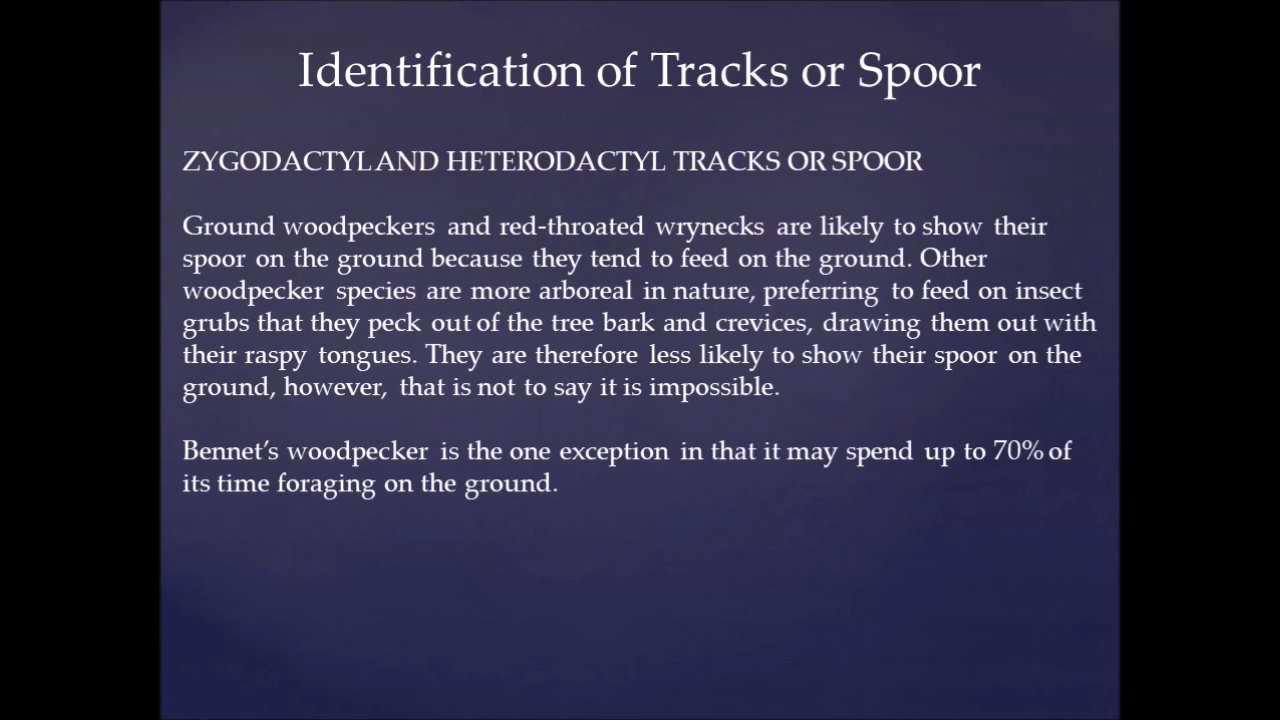 Identification of Tracks or Spoor
ZYGODACTYL AND HETERODACTYL TRACKS OR SPOOR
Ground woodpeckers and red-throated wrynecks are likely to show their
spoor on the ground because they tend to feed on the ground. Other
woodpecker species are more arboreal in nature, preferring to feed on insect
grubs that they peck out of the tree bark and crevices, drawing them out with
their raspy tongues. They are therefore less likely to show their spoor on the
ground, however, that is not to say it is impossible.
Bennet’s woodpecker is the one exception in that it may spend up to 70% of
its time foraging on the ground.